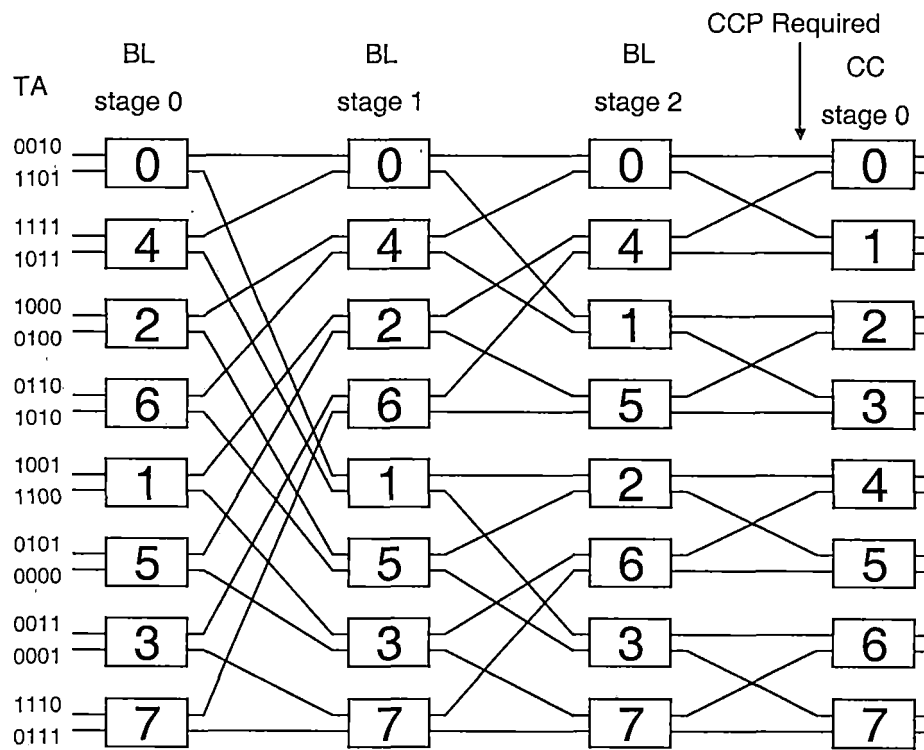 CCP Required
BL BL BL CC
TA stage 0 stage 1 stage 2 stage 0
0010 0 0 0 0
1101
1111 4 4 4 1
1011
1000 2 2 1 2
0100
0110 6 6 5 3
1010
1001 1 1 2 4
1100
0101 5 5 6 5
0000
0011 3 3 3 6
0001
1110 7 7 7 7
0111